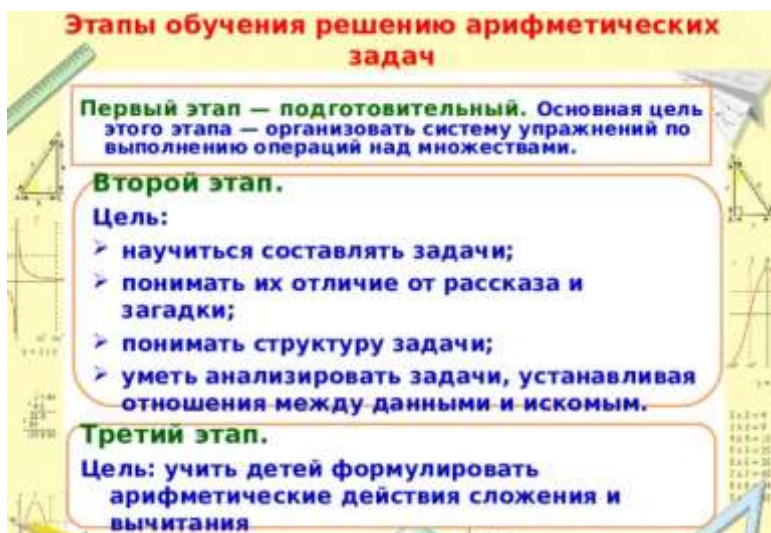 Этапы обучения решению арифметических
задач
Первый этап — подготовительный. Основная цель
этого этапа — организовать систему упражнений по
выполнению операций над множествами.
Второй этап.
Цель:
➢ научиться составлять задачи;
➢ понимать их отличие от рассказа и
загадки;
➢ понимать структуру задачи;
➢ уметь анализировать задачи, устанавливая
отношения между данными и искомым.
Третий этап.
Цель: учить детей формулировать
арифметические действия сложения и
вычитания